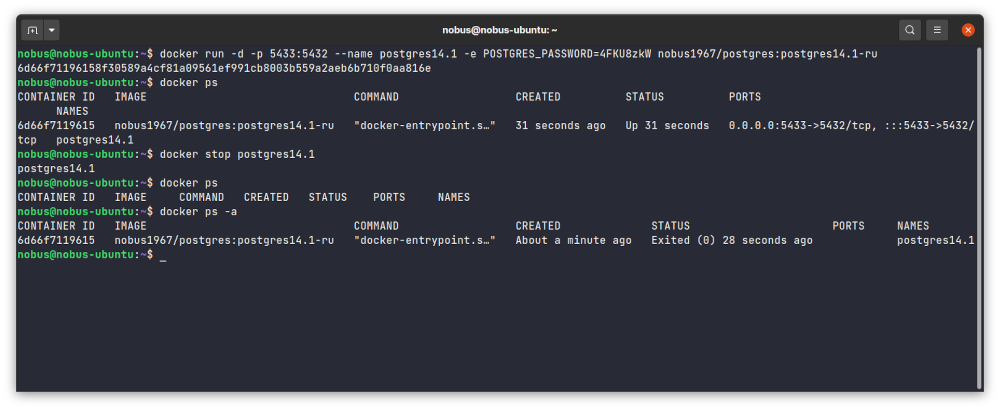 nobus@nobus-ubuntu: ~
nobus@nobus-ubuntu:~$ docker run -d -p 5433:5432 --name postgres14.1 -e POSTGRES_PASSWORD=4FKU8zkW nobus1967/postgres:postgres14.1-ru
6d66f71196158f30589a4cf81a09561ef991cb8003b559a2aeb6b710f0aa816e
nobus@nobus-ubuntu:~$ docker ps
CONTAINER ID   IMAGE                                COMMAND                  CREATED          STATUS          PORTS
      NAMES
6d66f7119615   nobus1967/postgres:postgres14.1-ru   "docker-entrypoint.s…"   31 seconds ago   Up 31 seconds   0.0.0.0:5433->5432/tcp, :::5433->5432/
tcp   postgres14.1
nobus@nobus-ubuntu:~$ docker stop postgres14.1
postgres14.1
nobus@nobus-ubuntu:~$ docker ps
CONTAINER ID   IMAGE     COMMAND   CREATED   STATUS    PORTS     NAMES
nobus@nobus-ubuntu:~$ docker ps -a
CONTAINER ID   IMAGE                                COMMAND                  CREATED              STATUS                      PORTS     NAMES
6d66f7119615   nobus1967/postgres:postgres14.1-ru   "docker-entrypoint.s…"   About a minute ago   Exited (0) 28 seconds ago             postgres14.1
nobus@nobus-ubuntu:~$ _